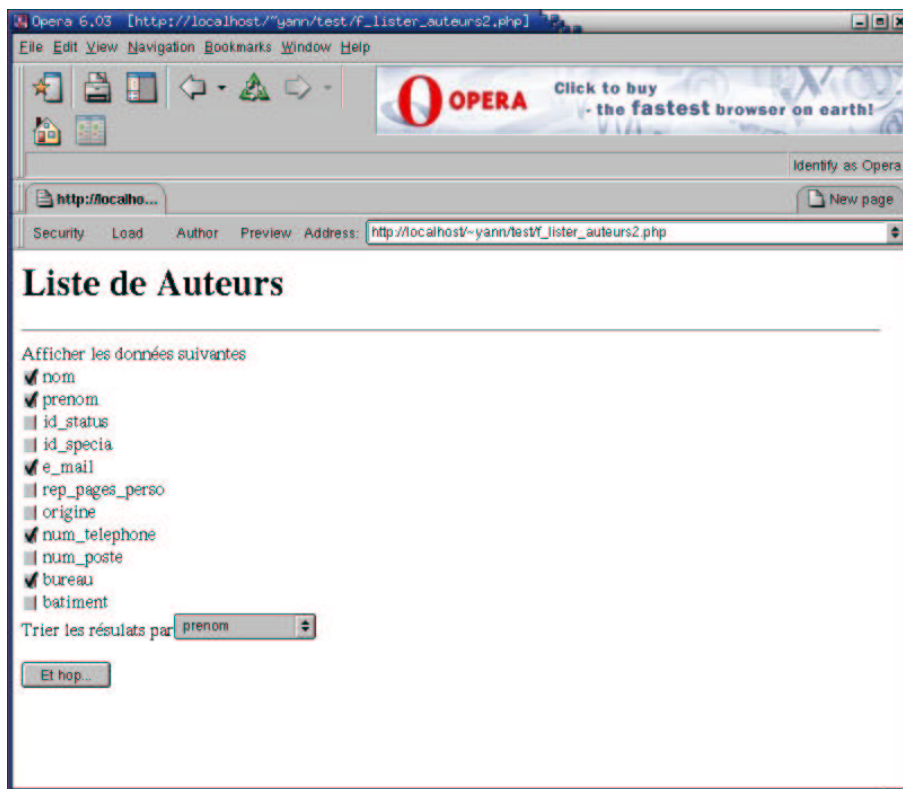 Opera 6.03 [http://localhost/~yann/test/f_lister_auteurs2.php]
File Edit View Navigation Bookmarks Window Help
OPERA Click to buy
- the fastest browser on earth!
Identify as Opera
http://localho...
New page
Security Load Author Preview Address: http://localhost/~yann/test/f_lister_auteurs2.php
Liste de Auteurs
Afficher les données suivantes
nom
prenom
id_status
id_specia
e_mail
rep_pages_perso
origine
num_telephone
num_poste
bureau
batiment
Trier les résulats par prenom
Et hop...